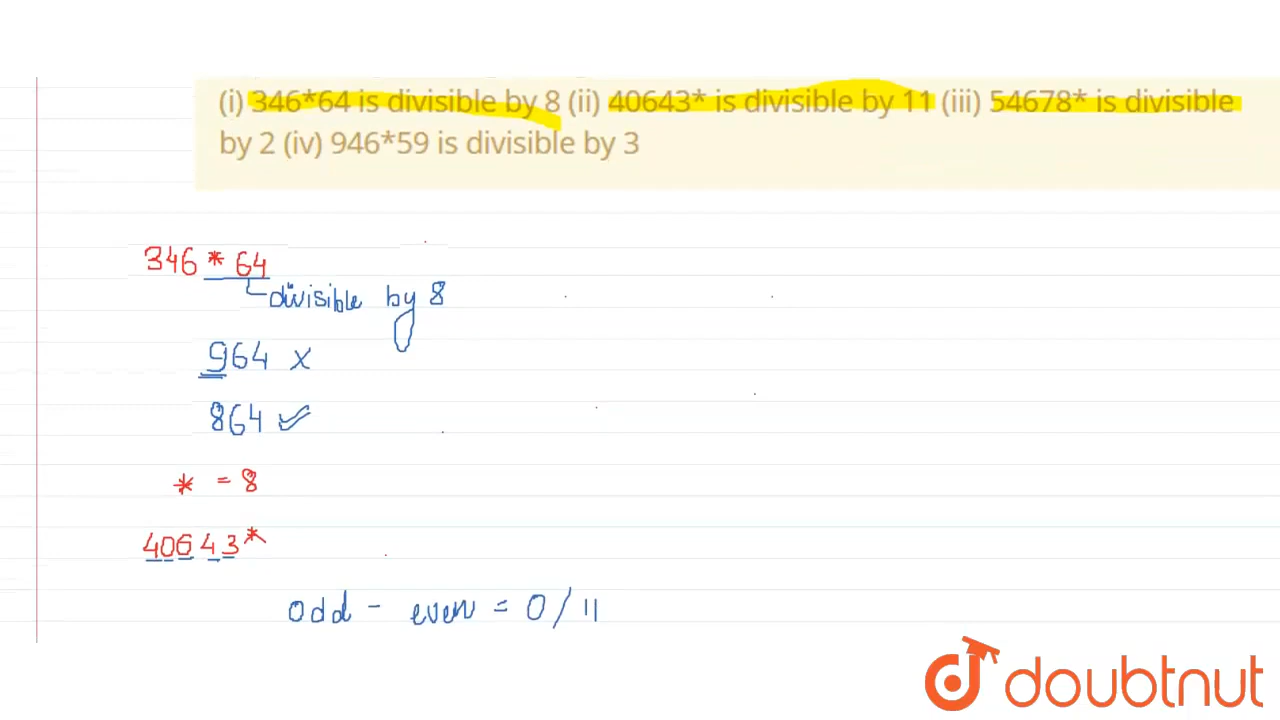 (i) 346*64 is divisible by 8 (ii) 40643* is divisible by 11 (iii) 54678* is divisible
by 2 (iv) 946*59 is divisible by 3
346 * 64
divisible by 8
964 x
864 ✓
* = 8
40643*
odd - even = 0/11
doubtnut